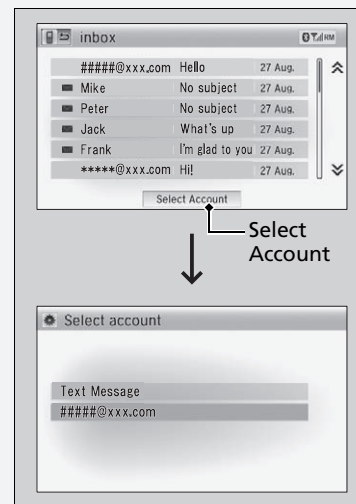 inbox
#####@xxx.com Hello 27 Aug.
Mike No subject 27 Aug.
Peter No subject 27 Aug.
Jack What's up 27 Aug.
Frank I'm glad to you 27 Aug.
*****@xxx.com Hi! 27 Aug.
Select Account
Select
Account
Select account
Text Message
#####@xxx.com